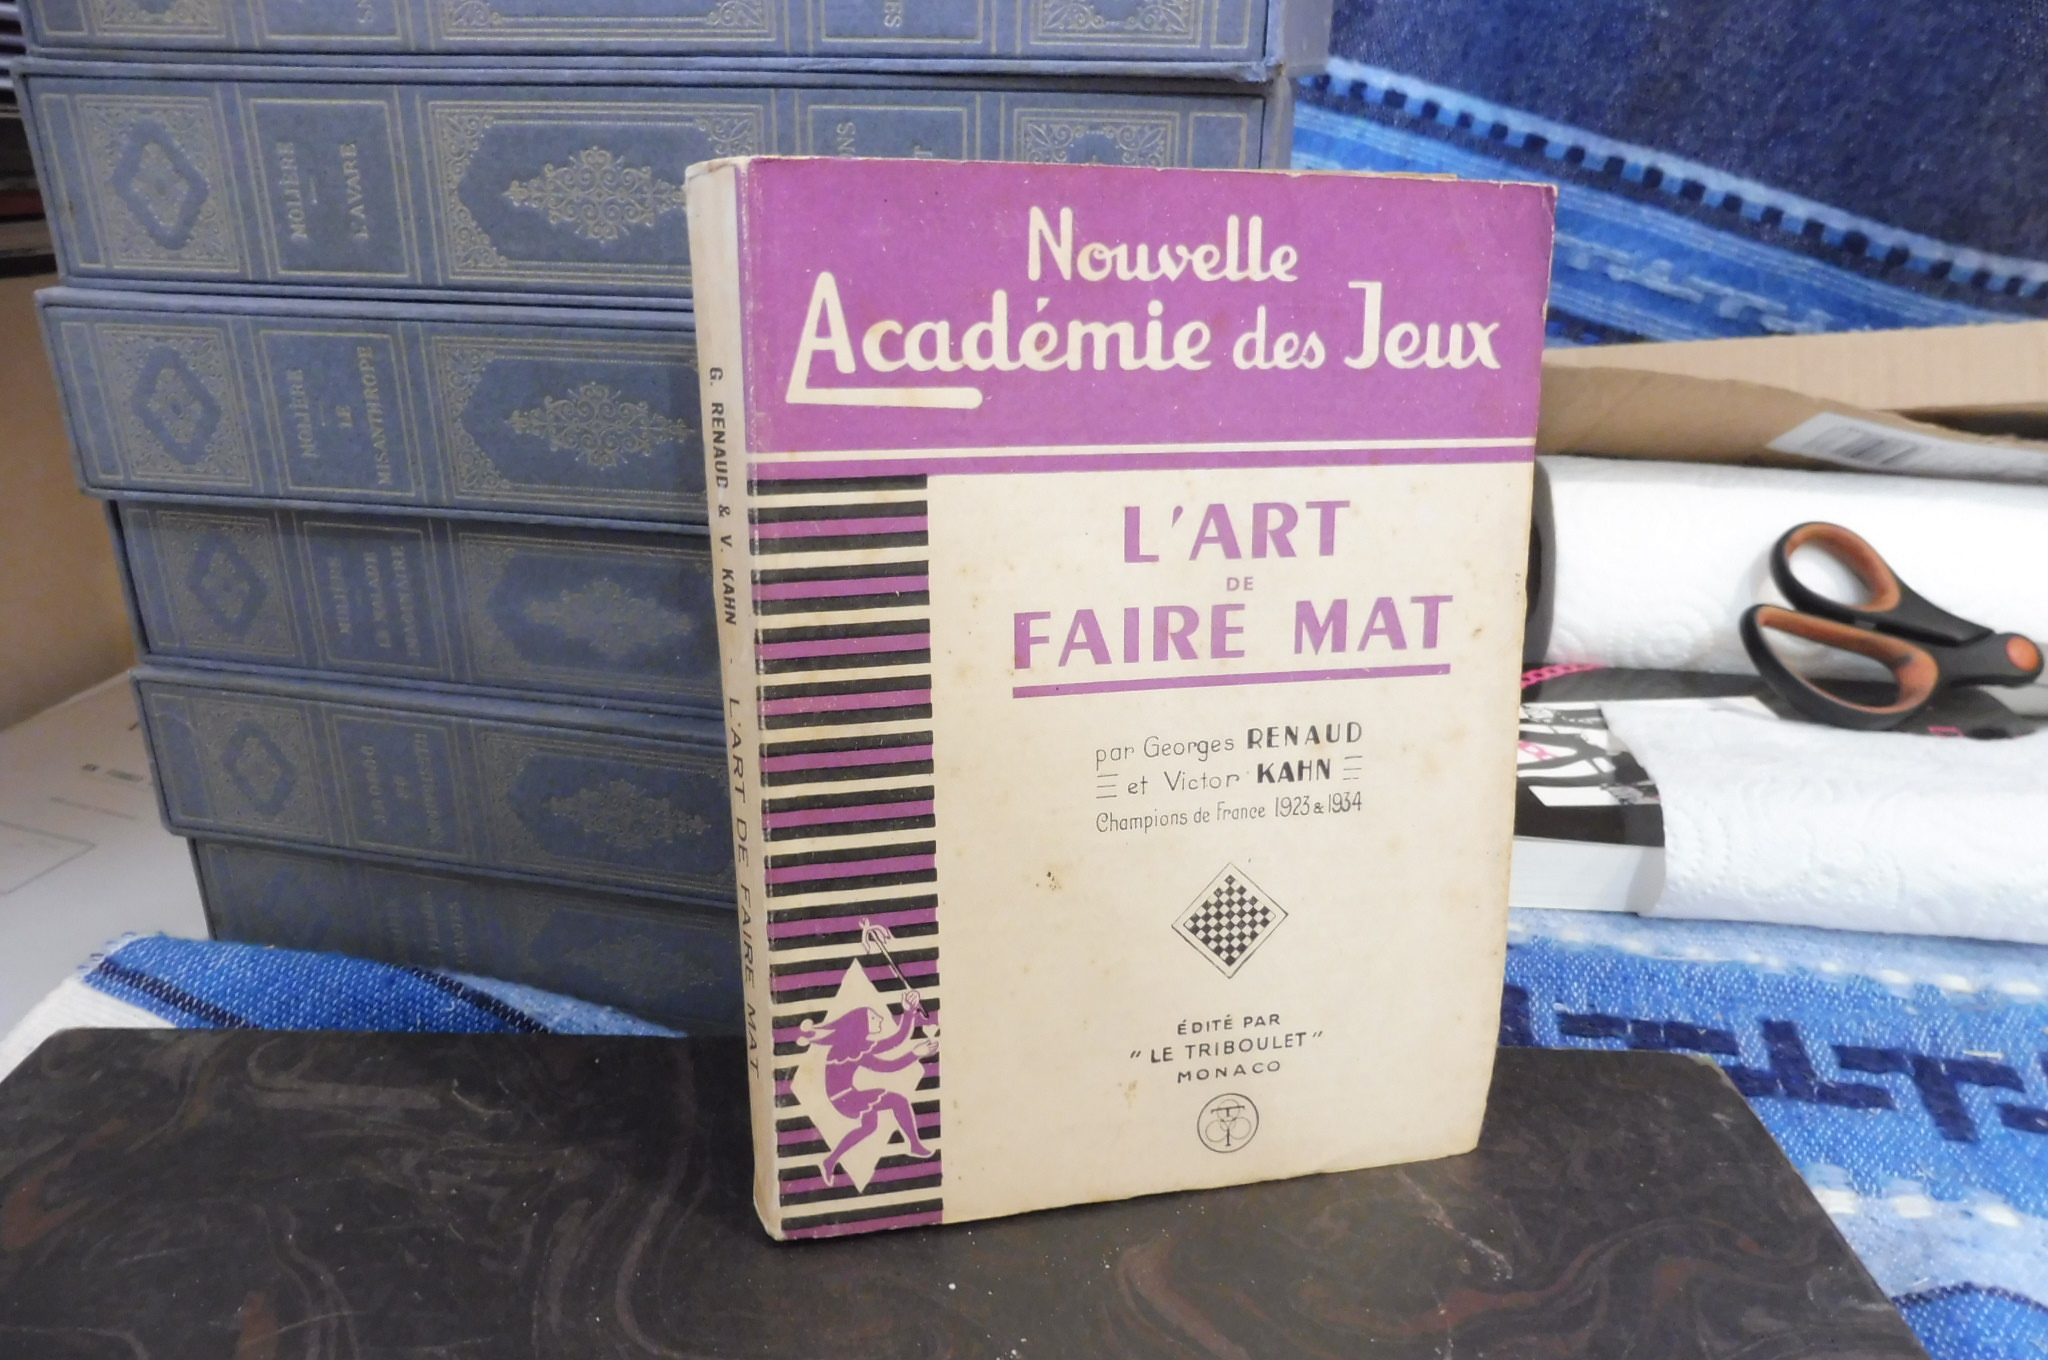 Nouvelle
Académie des Jeux
L'ART
DE
FAIRE MAT
par Georges RENAUD
et Victor KAHN
Champions de France 1923 & 1934
ÉDITÉ PAR
"LE TRIBOULET"
MONACO
G. RENAUD & V. KAHN - L'ART DE FAIRE MAT
MOLIÈRE
L'AVARE
MOLIÈRE
LE
MISANTHROPE
MOLIÈRE
LE MALADE
IMAGINAIRE